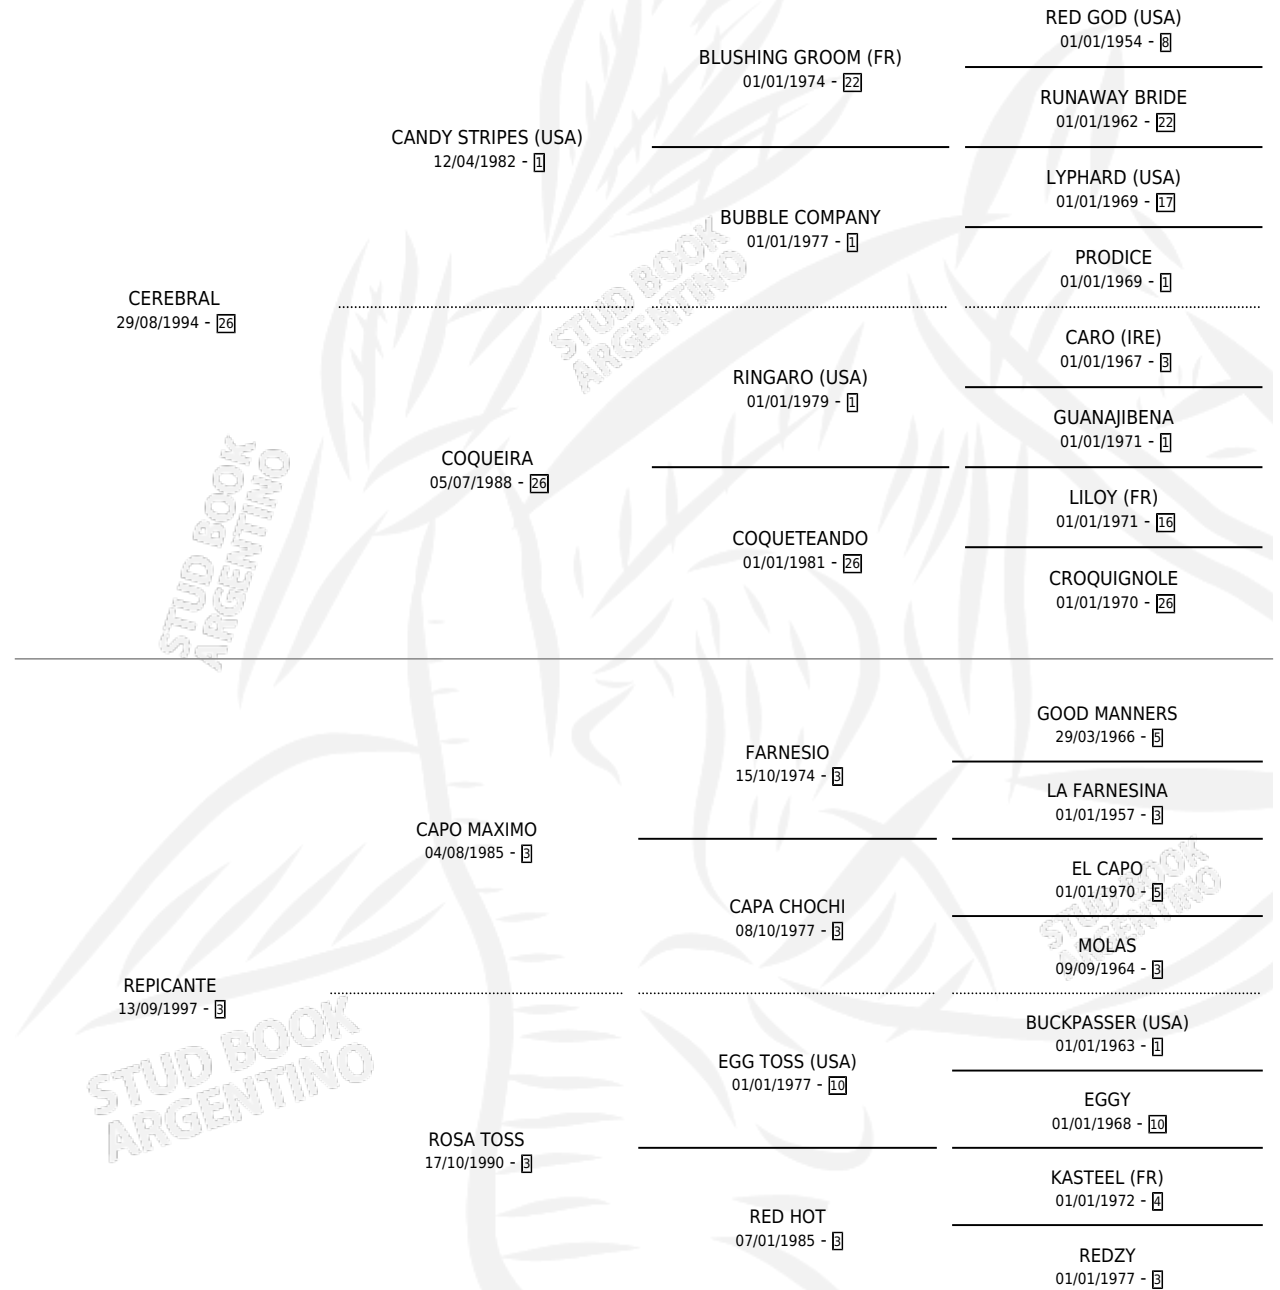 RED GOD (USA)
01/01/1954 - 8
BLUSHING GROOM (FR)
01/01/1974 - 22
RUNAWAY BRIDE
01/01/1962 - 22
CANDY STRIPES (USA)
12/04/1982 - 1
LYPHARD (USA)
01/01/1969 - 17
BUBBLE COMPANY
01/01/1977 - 1
PRODICE
01/01/1969 - 1
CEREBRAL
29/08/1994 - 26
STUD BOOK
ARGENTINO
CARO (IRE)
01/01/1967 - 3
RINGARO (USA)
01/01/1979 - 1
GUANAJIBENA
01/01/1971 - 1
COQUEIRA
05/07/1988 - 26
LILOY (FR)
01/01/1971 - 16
COQUETEANDO
01/01/1981 - 26
CROQUIGNOLE
01/01/1970 - 26
STUD BOOK
ARGENTINO
GOOD MANNERS
29/03/1966 - 5
FARNESIO
15/10/1974 - 3
LA FARNESINA
01/01/1957 - 3
CAPO MAXIMO
04/08/1985 - 3
EL CAPO
01/01/1970 - 5
CAPA CHOCHI
08/10/1977 - 3
STUD BOOK
ARGENTINO
MOLAS
09/09/1964 - 3
REPICANTE
13/09/1997 - 3
BUCKPASSER (USA)
01/01/1963 - 1
EGG TOSS (USA)
01/01/1977 - 10
STUD BOOK
ARGENTINO
EGGY
01/01/1968 - 10
ROSA TOSS
17/10/1990 - 3
KASTEEL (FR)
01/01/1972 - 4
RED HOT
07/01/1985 - 3
REDZY
01/01/1977 - 3